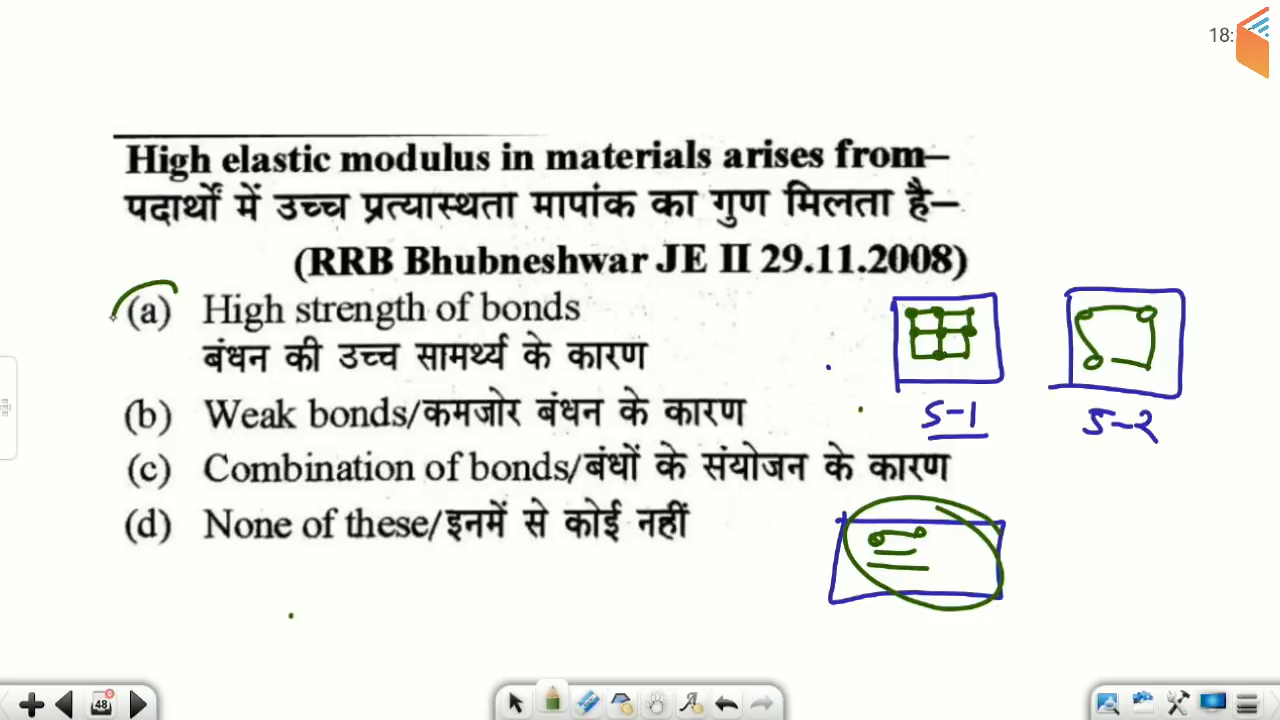 18:
High elastic modulus in materials arises from–
पदार्थों में उच्च प्रत्यास्थता मापांक का गुण मिलता है–
(RRB Bhubneshwar JE II 29.11.2008)
(a) High strength of bonds
बंधन की उच्च सामर्थ्य के कारण
(b) Weak bonds/कमजोर बंधन के कारण
(c) Combination of bonds/बंधों के संयोजन के कारण
(d) None of these/इनमें से कोई नहीं
S-1
S-2
48